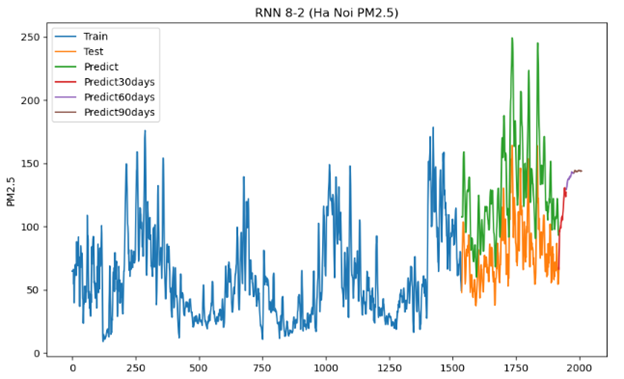 RNN 8-2 (Ha Noi PM2.5)
Train
Test
Predict
Predict30days
Predict60days
Predict90days
PM2.5
250
200
150
100
50
0
0
250
500
750
1000
1250
1500
1750
2000